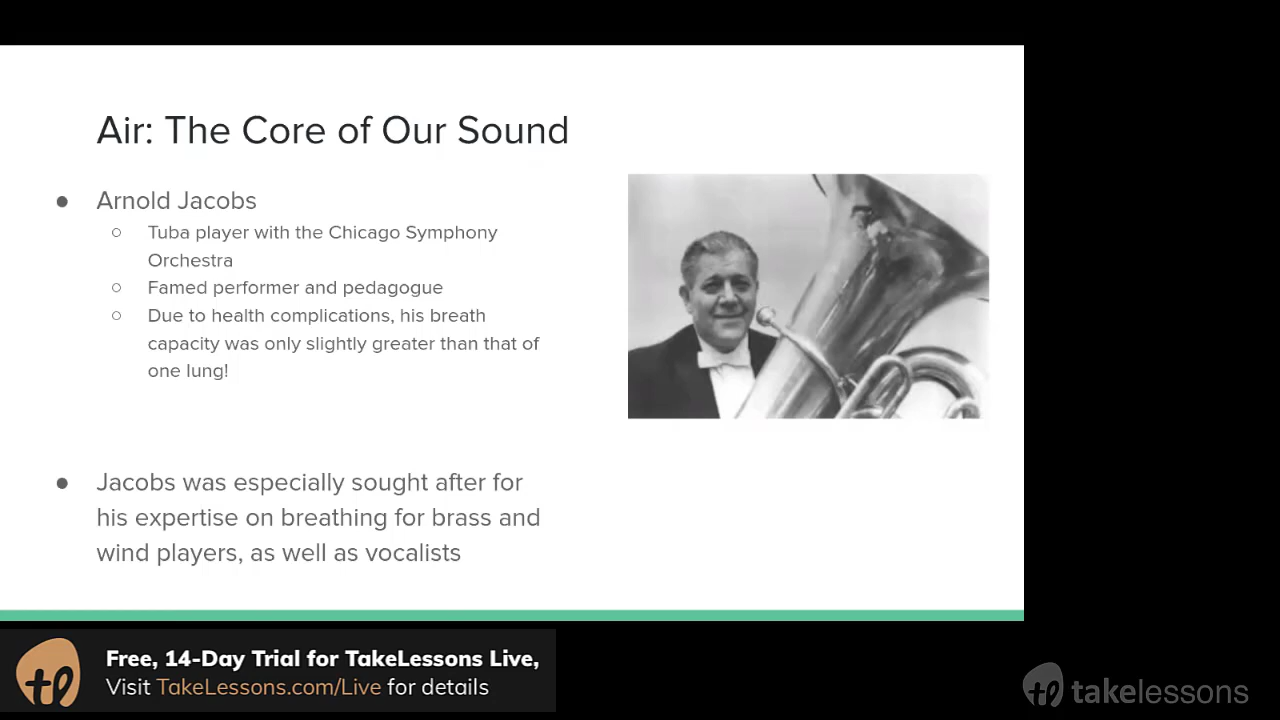 Air: The Core of Our Sound
● Arnold Jacobs
○ Tuba player with the Chicago Symphony
Orchestra
○ Famed performer and pedagogue
○ Due to health complications, his breath
capacity was only slightly greater than that of
one lung!
● Jacobs was especially sought after for
his expertise on breathing for brass and
wind players, as well as vocalists
Free, 14-Day Trial for TakeLessons Live,
Visit TakeLessons.com/Live for details
takelessons